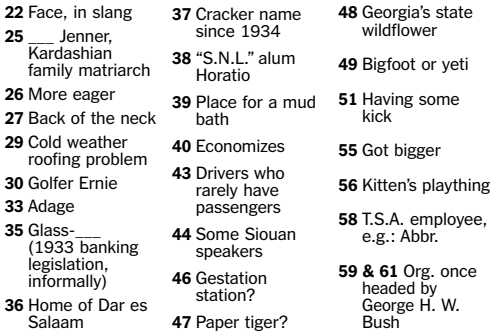 22 Face, in slang
25 ___ Jenner,
Kardashian
family matriarch
26 More eager
27 Back of the neck
29 Cold weather
roofing problem
30 Golfer Ernie
33 Adage
35 Glass-___
(1933 banking
legislation,
informally)
36 Home of Dar es
Salaam
37 Cracker name
since 1934
38 “S.N.L.” alum
Horatio
39 Place for a mud
bath
40 Economizes
43 Drivers who
rarely have
passengers
44 Some Siouan
speakers
46 Gestation
station?
47 Paper tiger?
48 Georgia’s state
wildflower
49 Bigfoot or yeti
51 Having some
kick
55 Got bigger
56 Kitten’s plaything
58 T.S.A. employee,
e.g.: Abbr.
59 & 61 Org. once
headed by
George H. W.
Bush